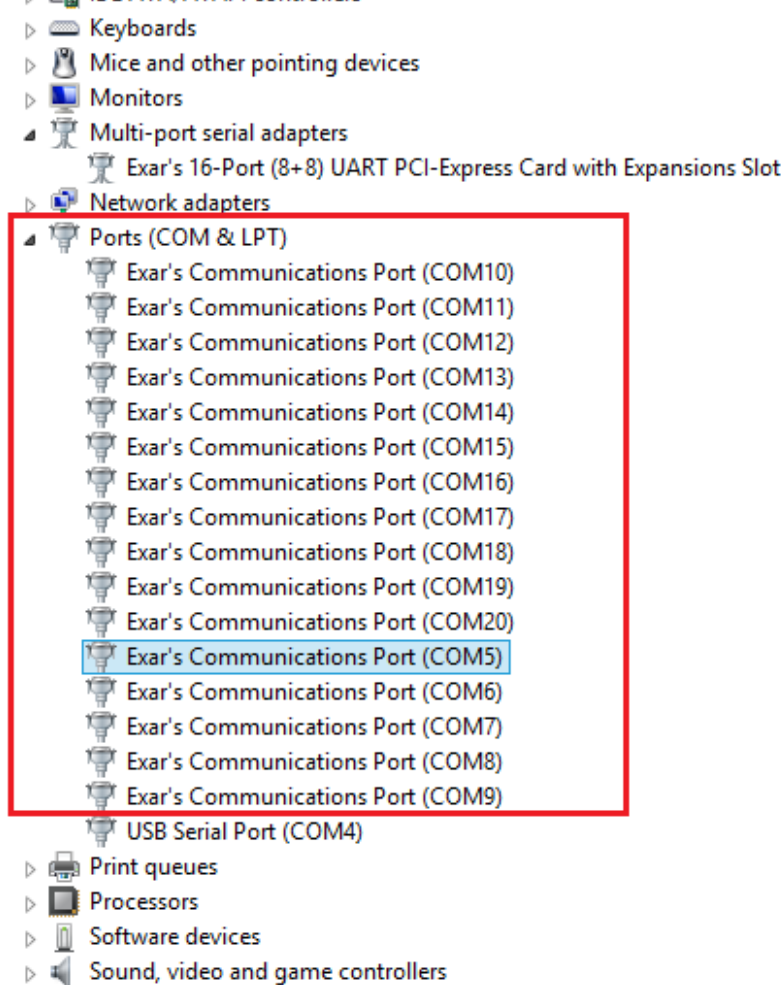 Keyboards
Mice and other pointing devices
Monitors
Multi-port serial adapters
Exar's 16-Port (8+8) UART PCI-Express Card with Expansions Slot
Network adapters
Ports (COM & LPT)
Exar's Communications Port (COM10)
Exar's Communications Port (COM11)
Exar's Communications Port (COM12)
Exar's Communications Port (COM13)
Exar's Communications Port (COM14)
Exar's Communications Port (COM15)
Exar's Communications Port (COM16)
Exar's Communications Port (COM17)
Exar's Communications Port (COM18)
Exar's Communications Port (COM19)
Exar's Communications Port (COM20)
Exar's Communications Port (COM5)
Exar's Communications Port (COM6)
Exar's Communications Port (COM7)
Exar's Communications Port (COM8)
Exar's Communications Port (COM9)
USB Serial Port (COM4)
Print queues
Processors
Software devices
Sound, video and game controllers